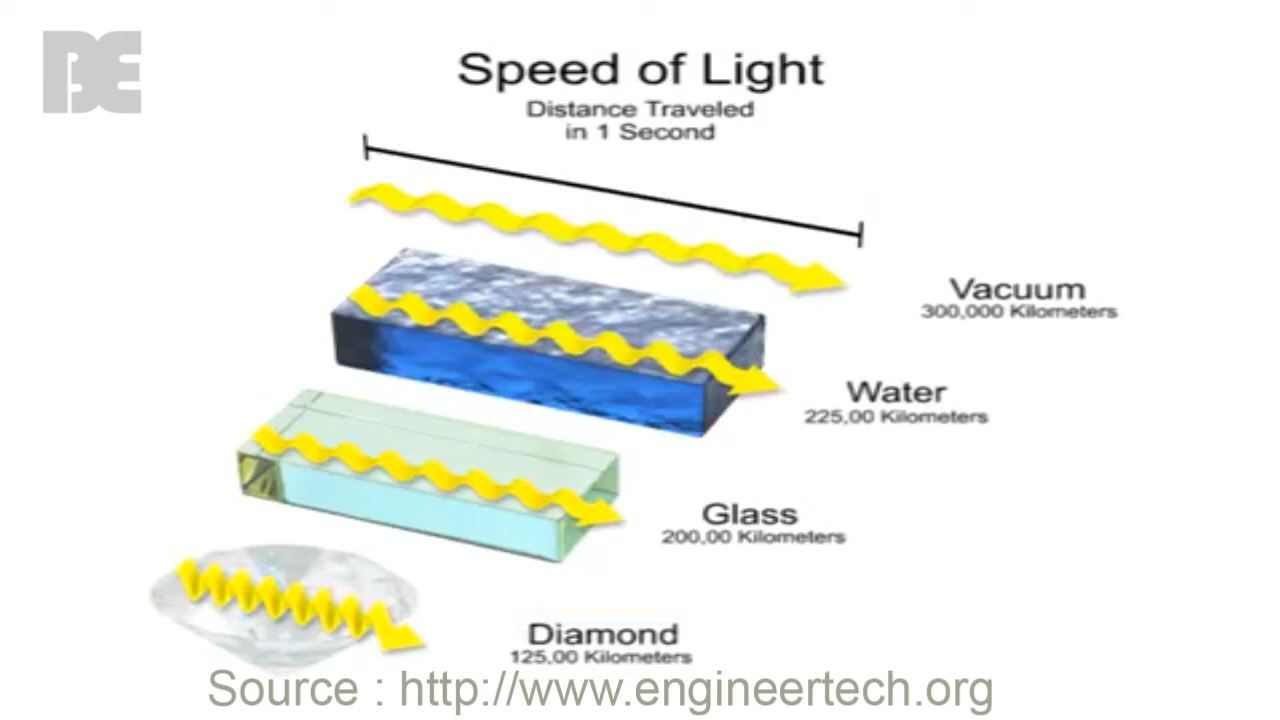 BE
Speed of Light
Distance Traveled
in 1 Second
Vacuum
300,000 Kilometers
Water
225,00 Kilometers
Glass
200,00 Kilometers
Diamond
125,00 Kilometers
Source : http://www.engineertech.org